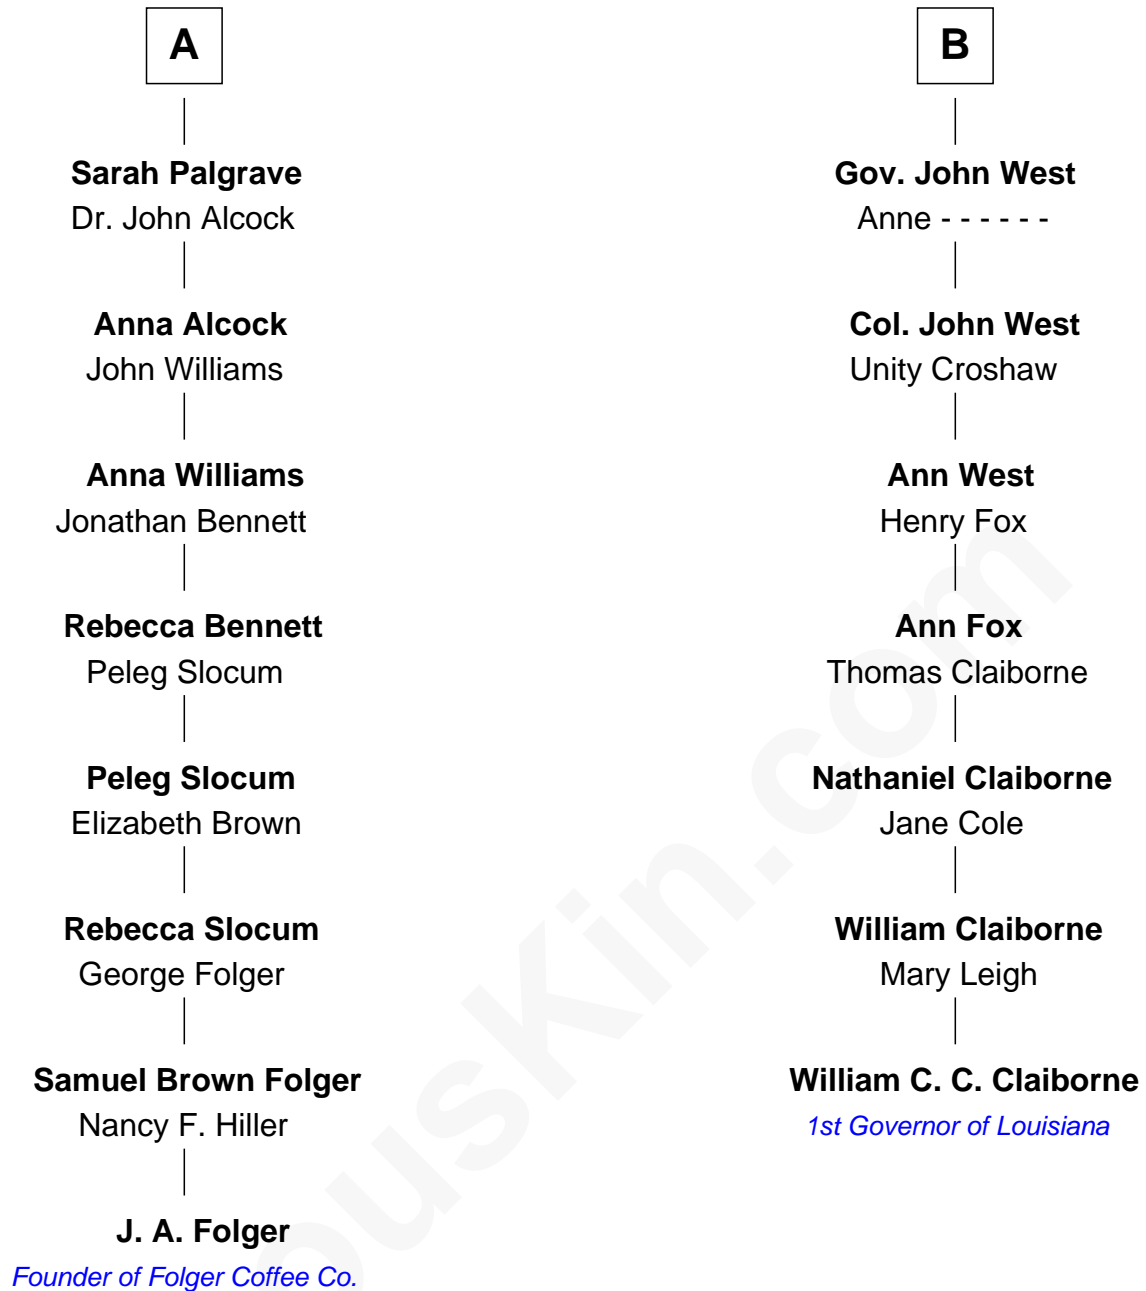 A
B
Sarah Palgrave
Dr. John Alcock
Gov. John West
Anne - - - - - -
Anna Alcock
John Williams
Col. John West
Unity Croshaw
Anna Williams
Jonathan Bennett
Ann West
Henry Fox
Rebecca Bennett
Peleg Slocum
Ann Fox
Thomas Claiborne
Peleg Slocum
Elizabeth Brown
Nathaniel Claiborne
Jane Cole
Rebecca Slocum
George Folger
William Claiborne
Mary Leigh
Samuel Brown Folger
Nancy F. Hiller
William C. C. Claiborne
1st Governor of Louisiana
J. A. Folger
Founder of Folger Coffee Co.
ousKin.com